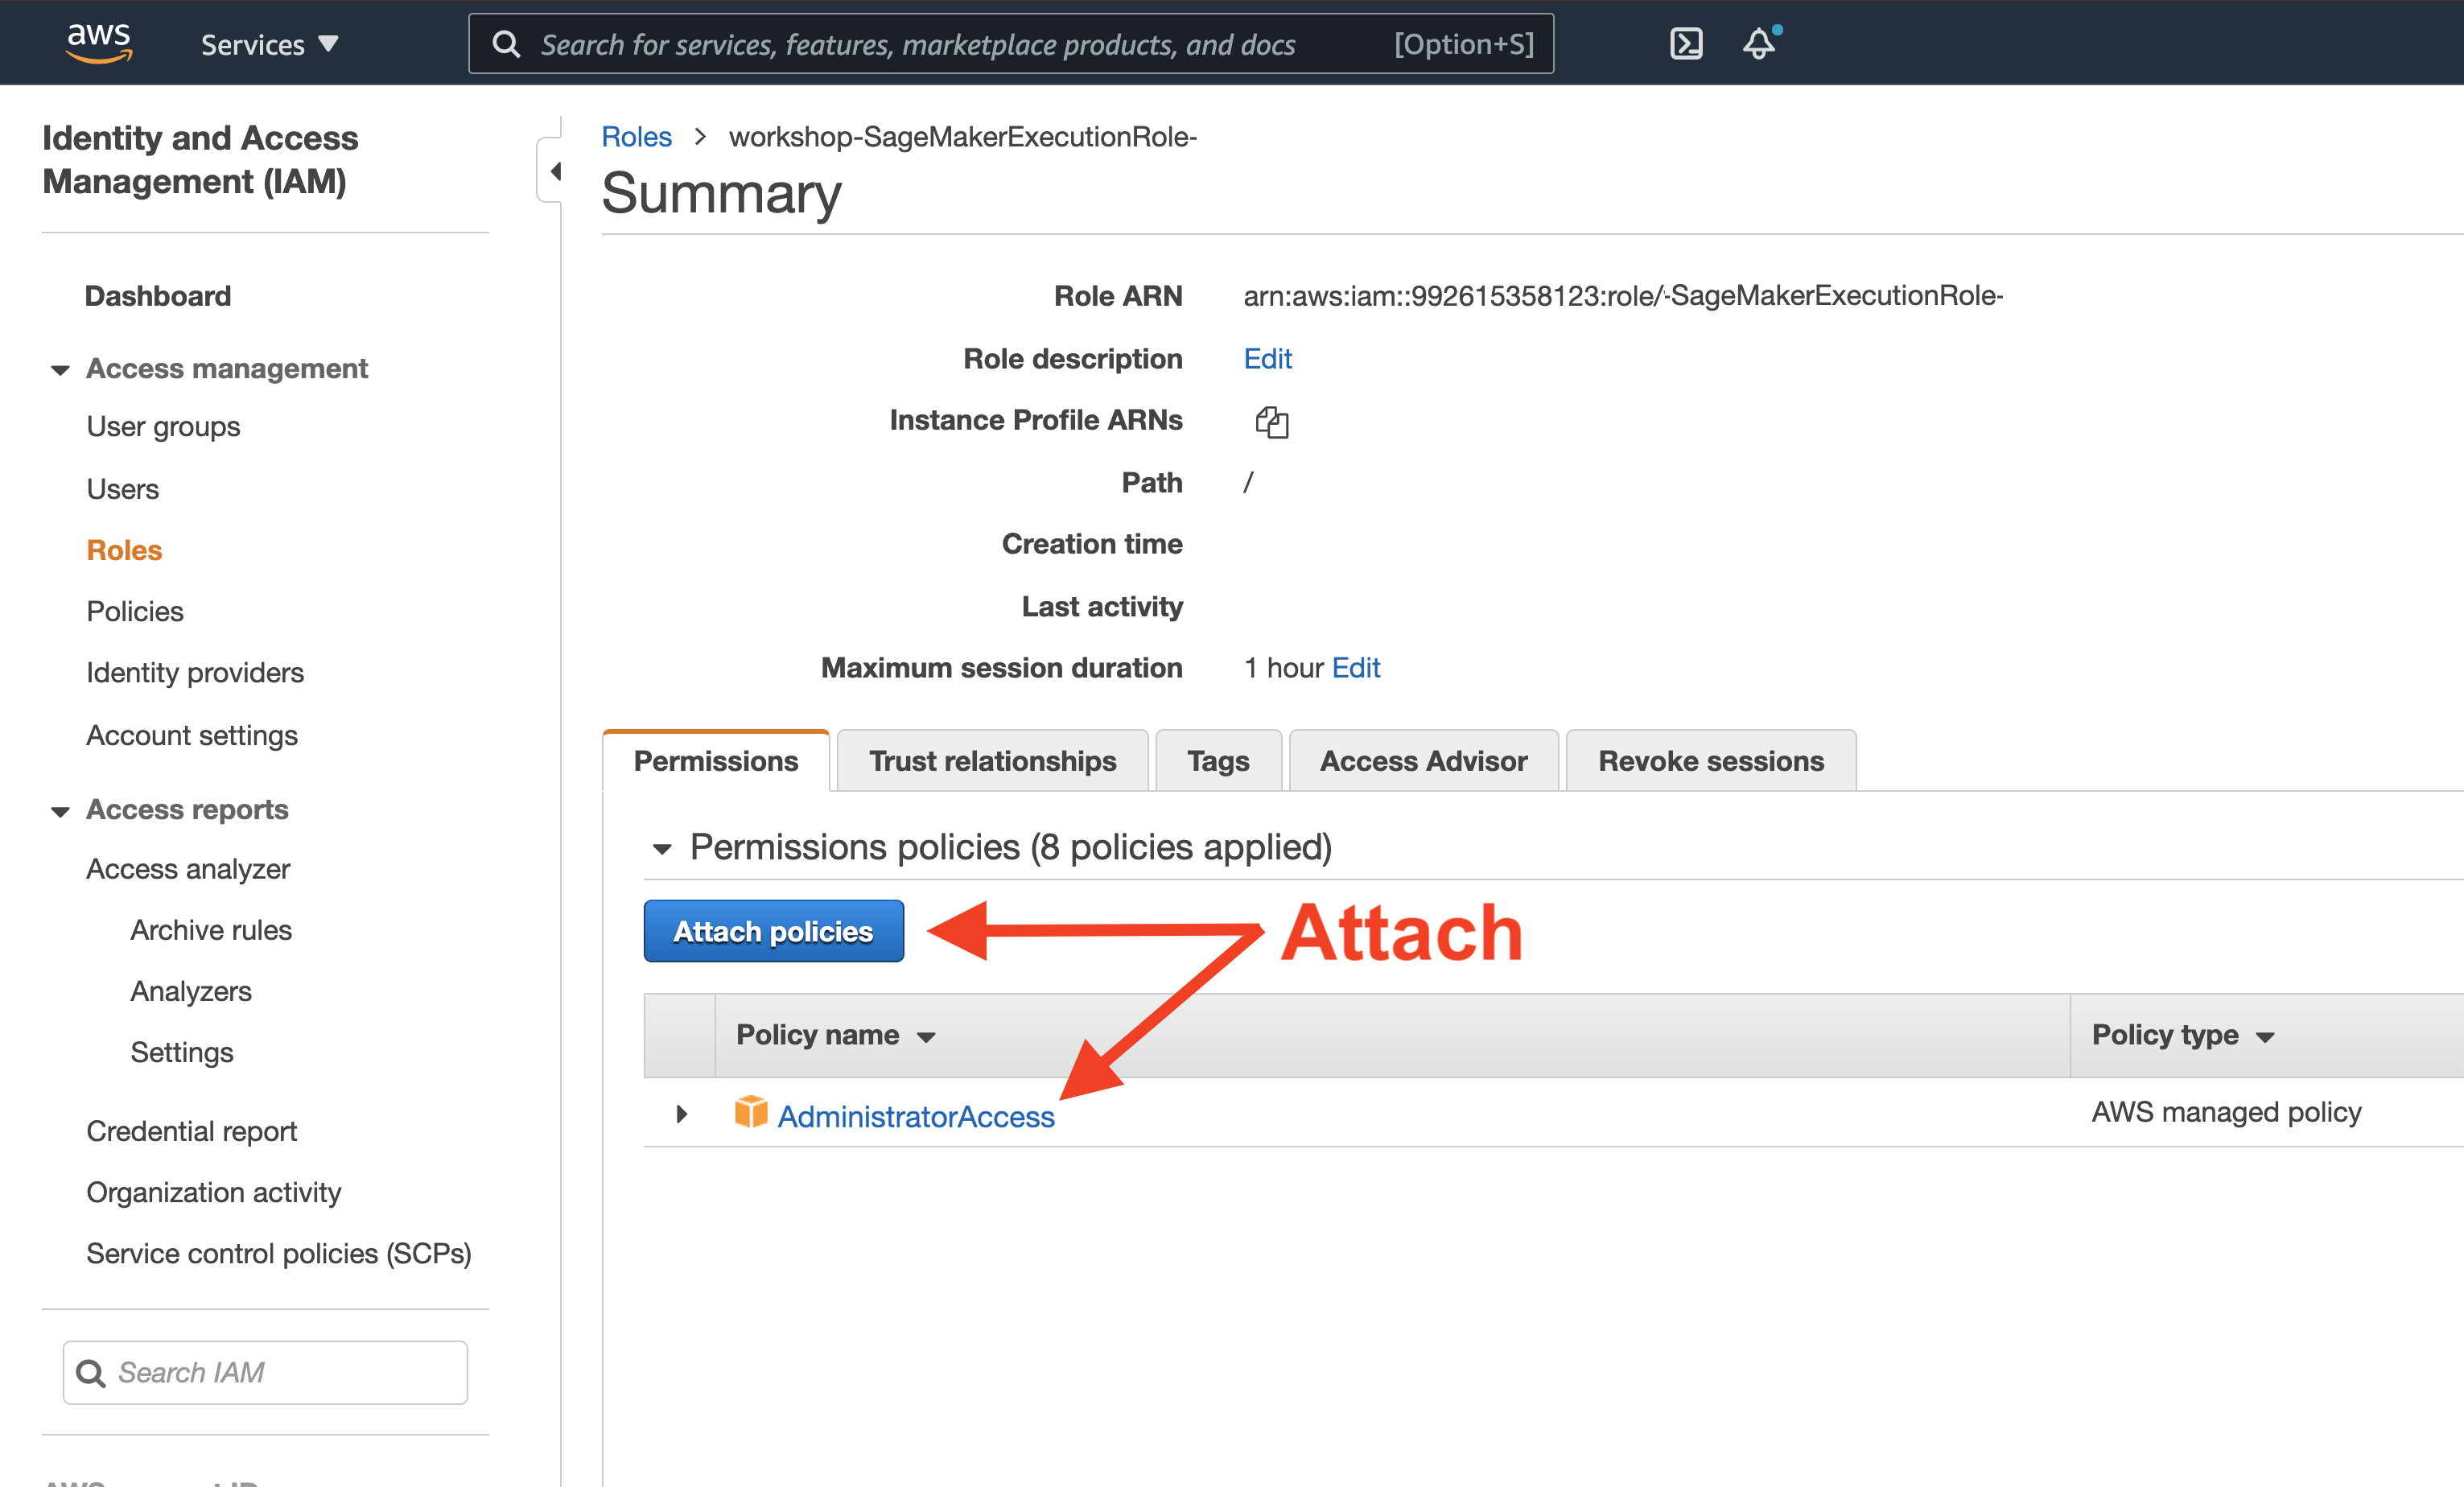 aws
Services
Search for services, features, marketplace products, and docs
[Option+S]
Identity and Access
Management (IAM)
Dashboard
Access management
User groups
Users
Roles
Policies
Identity providers
Account settings
Access reports
Access analyzer
Archive rules
Analyzers
Settings
Credential report
Organization activity
Service control policies (SCPs)
Search IAM
Roles > workshop-SageMakerExecutionRole-
Summary
Role ARN arn:aws:iam::992615358123:role/-SageMakerExecutionRole-
Role description Edit
Instance Profile ARNs
Path /
Creation time
Last activity
Maximum session duration 1 hour Edit
Permissions
Trust relationships
Tags
Access Advisor
Revoke sessions
Permissions policies (8 policies applied)
Attach policies
Attach
Policy name
Policy type
AdministratorAccess
AWS managed policy